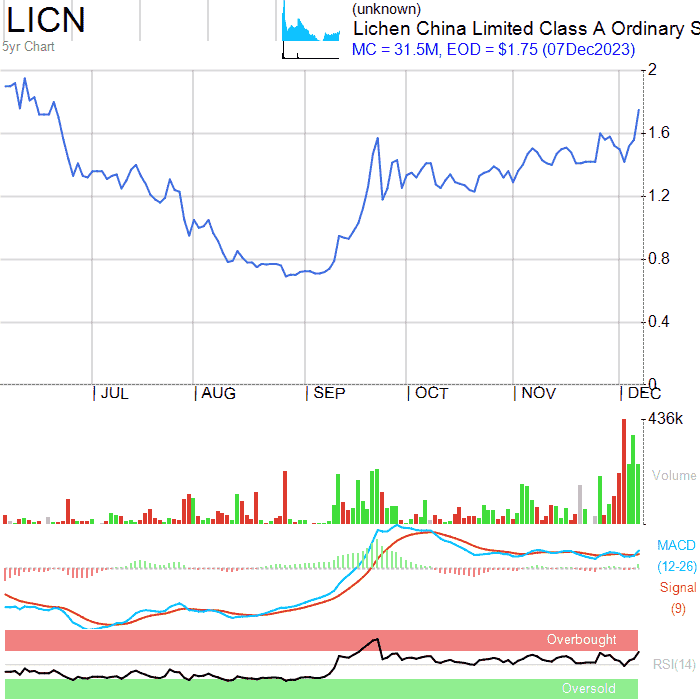 LICN
5yr Chart
(unknown)
Lichen China Limited Class A Ordinary S
MC = 31.5M, EOD = $1.75 (07Dec2023)
2
1.6
1.2
0.8
0.4
0
JUL AUG SEP OCT NOV DEC
436k
Volume
MACD
(12-26)
Signal
(9)
Overbought
RSI(14)
Oversold